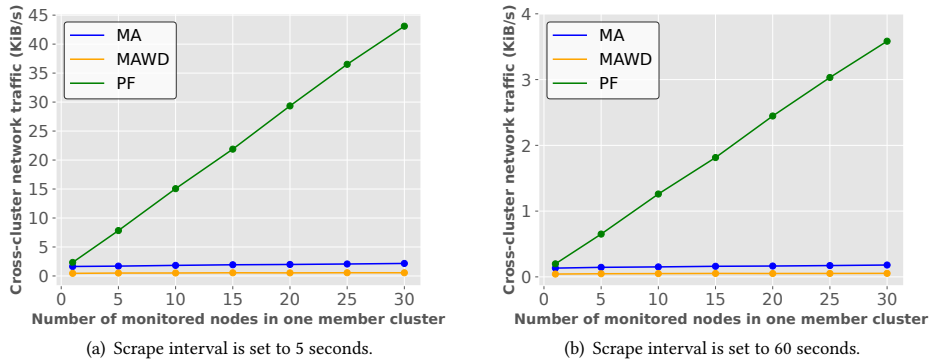 45
40
35
30
25
20
15
10
5
0
Cross-cluster network traffic (KiB/s)
MA
MAWD
PF
0 5 10 15 20 25 30
Number of monitored nodes in one member cluster
(a) Scrape interval is set to 5 seconds.
4
3
2
1
0
Cross-cluster network traffic (KiB/s)
MA
MAWD
PF
0 5 10 15 20 25 30
Number of monitored nodes in one member cluster
(b) Scrape interval is set to 60 seconds.